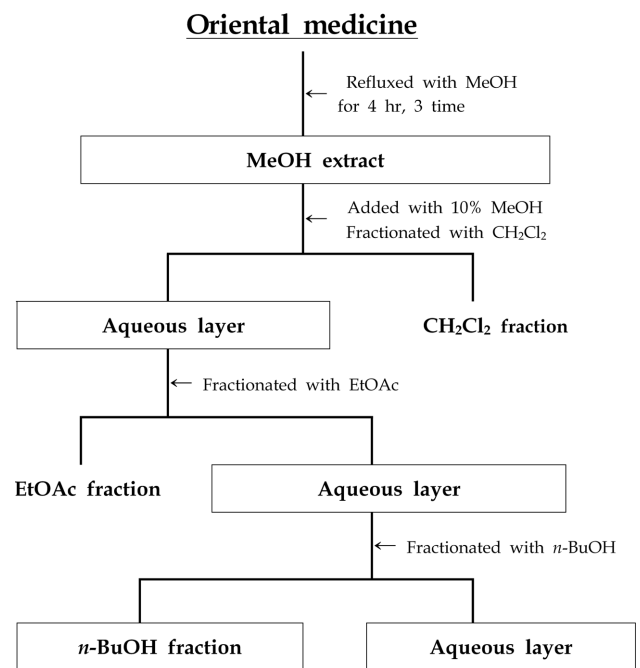 Oriental medicine
← Refluxed with MeOH
for 4 hr, 3 time
MeOH extract
← Added with 10% MeOH
Fractionated with CH₂Cl₂
Aqueous layer
CH₂Cl₂ fraction
← Fractionated with EtOAc
EtOAc fraction
Aqueous layer
← Fractionated with n-BuOH
n-BuOH fraction
Aqueous layer